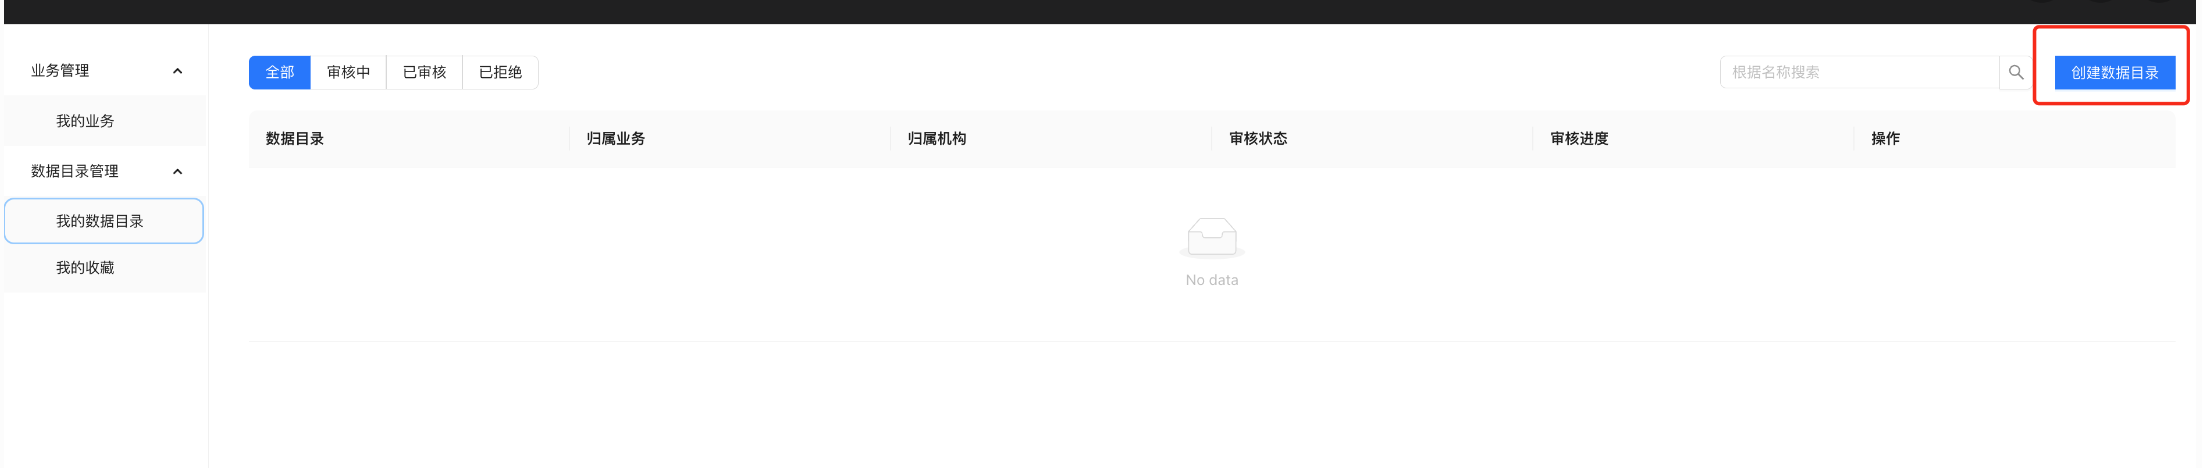 业务管理
我的业务
数据目录管理
我的数据目录
我的收藏
全部 审核中 已审核 已拒绝
根据名称搜索
创建数据目录
数据目录 归属业务 归属机构 审核状态 审核进度 操作
No data